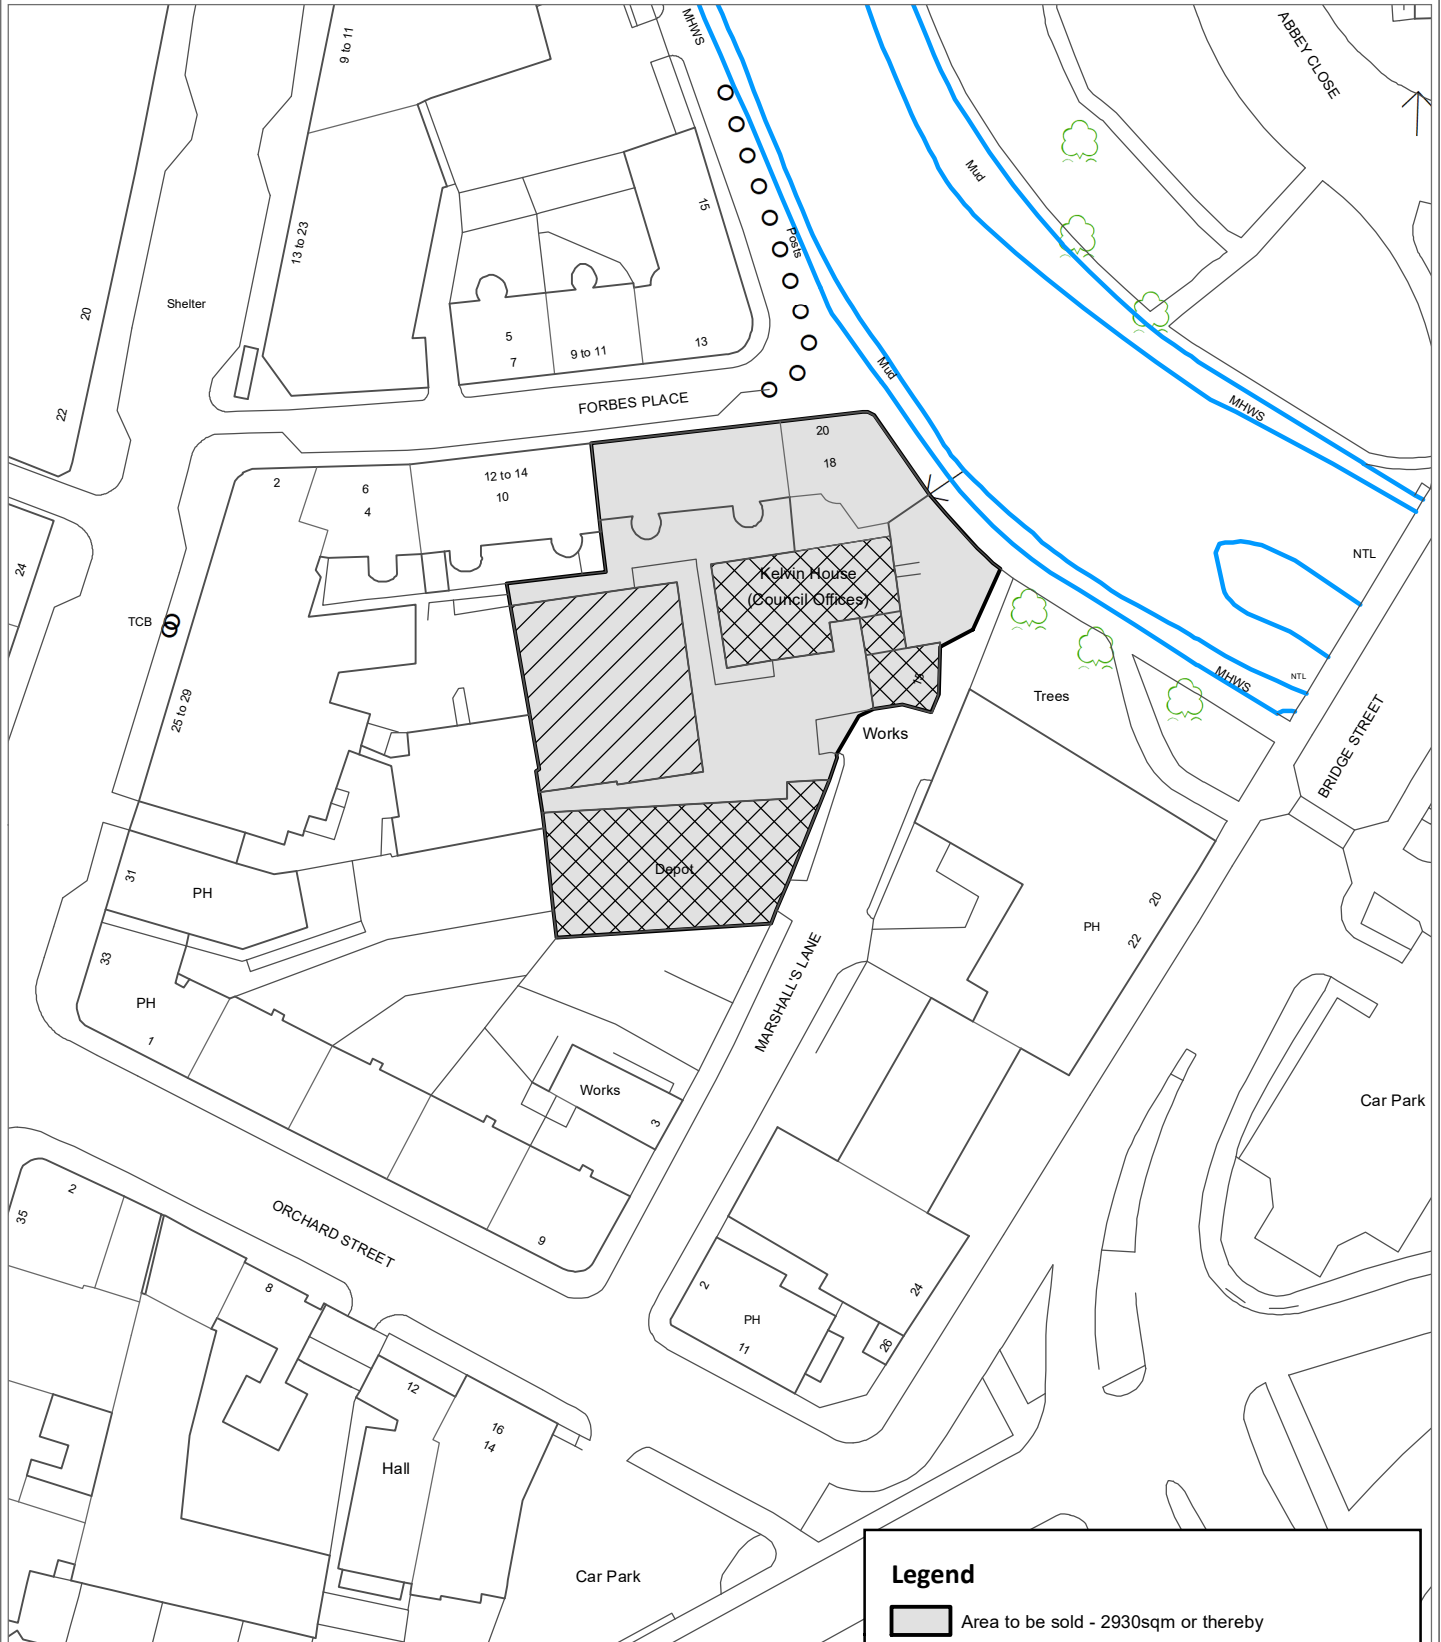 MHWS
ABBEY CLOSE
9 to 11
Mud
15
Posts
13 to 23
Shelter
20
5
7
9 to 11
13
Mud
22
FORBES PLACE
MHWS
20
18
2
6
4
12 to 14
10
24
NTL
Kelvin House
(Council Offices)
TCB
25 to 29
15
MHWS
NTL
Trees
Works
BRIDGE STREET
Depot
31
PH
20
22
PH
33
PH
1
MARSHALL'S LANE
Works
3
Car Park
2
35
ORCHARD STREET
9
8
2
24
PH
11
26
12
16
14
Hall
Car Park
Legend
Area to be sold - 2930sqm or thereby